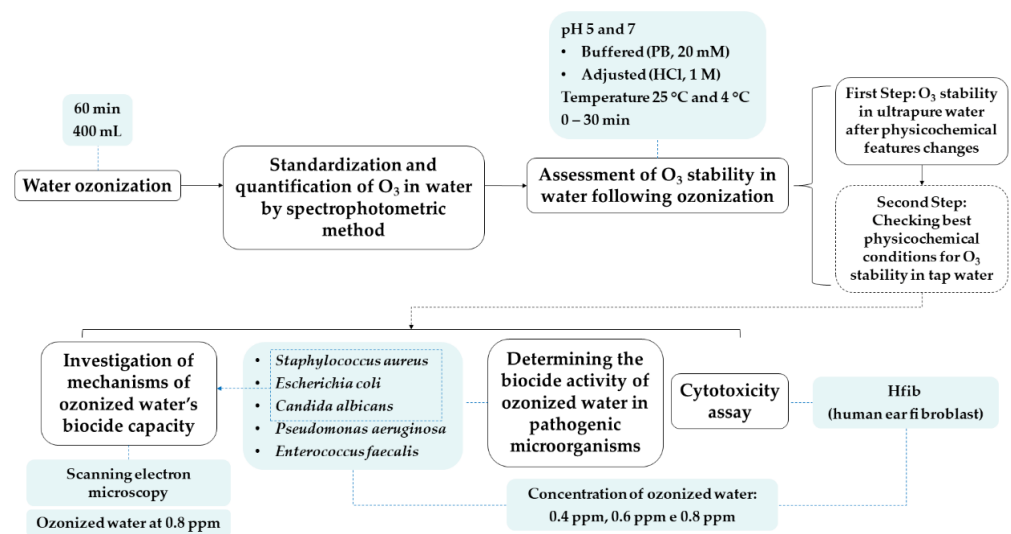 60 min
400 mL
Water ozonization
Standardization and
quantification of O₃ in water
by spectrophotometric
method
pH 5 and 7
• Buffered (PB, 20 mM)
• Adjusted (HCl, 1 M)
Temperature 25 °C and 4 °C
0 – 30 min
Assessment of O₃ stability in
water following ozonization
First Step: O₃ stability
in ultrapure water
after physicochemical
features changes
Second Step:
Checking best
physicochemical
conditions for O₃
stability in tap water
Investigation of
mechanisms of
ozonized water's
biocide capacity
Scanning electron
microscopy
Ozonized water at 0.8 ppm
• Staphylococcus aureus
• Escherichia coli
• Candida albicans
• Pseudomonas aeruginosa
• Enterococcus faecalis
Determining the
biocide activity of
ozonized water in
pathogenic
microorganisms
Cytotoxicity
assay
Hfib
(human ear fibroblast)
Concentration of ozonized water:
0.4 ppm, 0.6 ppm e 0.8 ppm